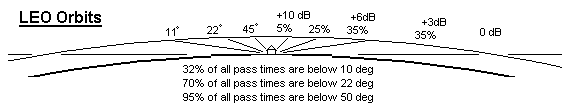 LEO Orbits
+10 dB +6dB +3dB
11° 22° 45° 5% 25% 35% 35% 0 dB
32% of all pass times are below 10 deg
70% of all pass times are below 22 deg
95% of all pass times are below 50 deg